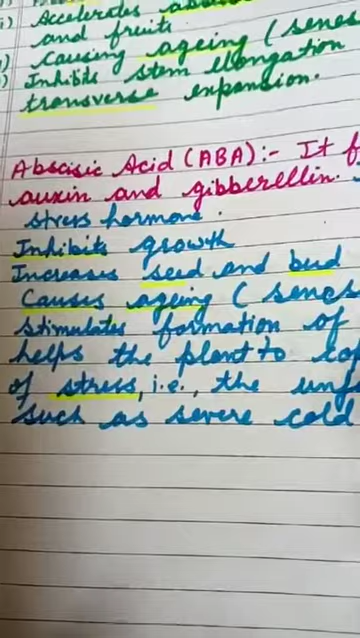 i) Accelerates
and fruits
) Causing ageing (senes
) Inhibits stem elongation
transverse expansion.
Abscisic Acid (ABA):- It f
auxin and gibberellin.
stress hormone.
Inhibits growth
Increases seed and bud
Causes ageing (senes
Stimulates formation of
helps the plant to co
of stress, i.e., the unf
such as severe cold